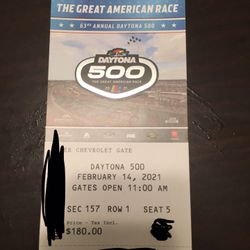 THE GREAT AMERICAN RACE
63RD ANNUAL DAYTONA 500
DAYTONA
500
THE GREAT AMERICAN RACE
CHEVROLET GATE
DAYTONA 500
FEBRUARY 14, 2021
GATES OPEN 11:00 AM
SEC 157 ROW 1 SEAT 5
Price - Tax Incl.
$180.00